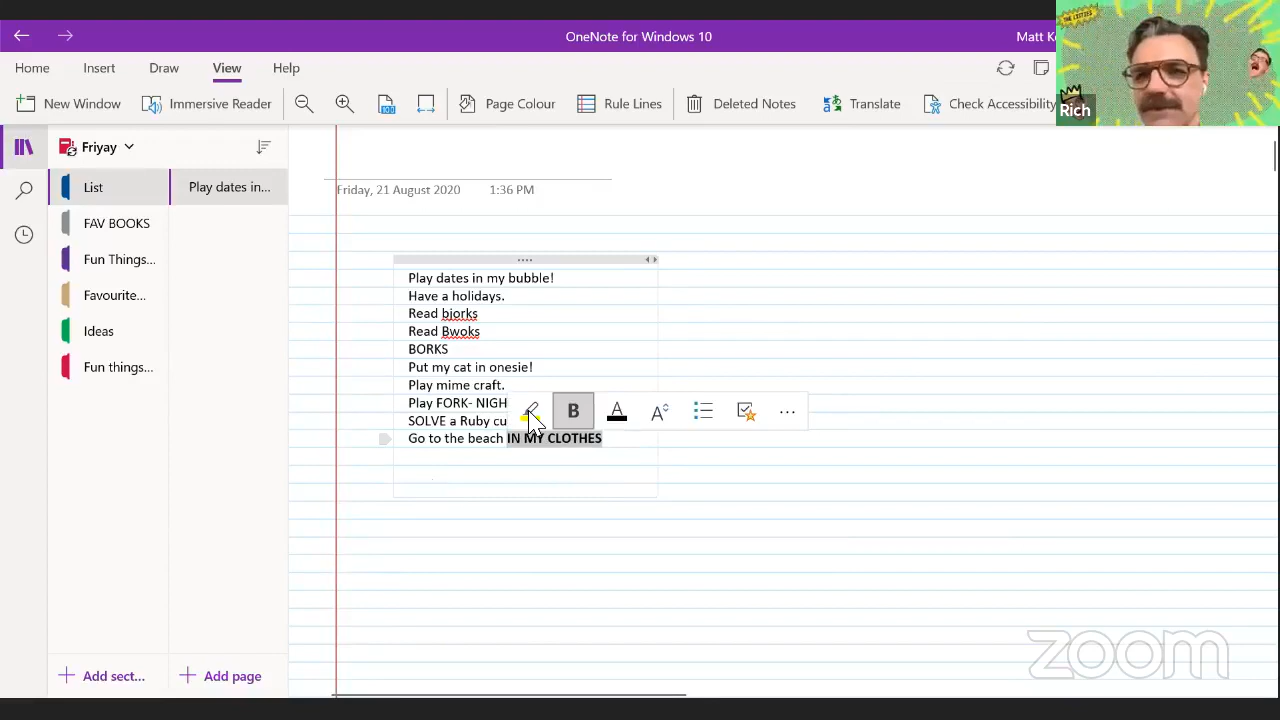 OneNote for Windows 10
Matt
Home Insert Draw View Help
New Window Immersive Reader Page Colour Rule Lines Deleted Notes Translate Check Accessibility
Rich
Friyay
List
FAV BOOKS
Fun Things...
Favourite...
Ideas
Fun things...
Add sect...
Play dates in...
Add page
Friday, 21 August 2020 1:36 PM
Play dates in my bubble!
Have a holidays.
Read bjorks
Read Bwoks
BORKS
Put my cat in onesie!
Play mime craft.
Play FORK- NIGH
SOLVE a Ruby cu
Go to the beach IN MY CLOTHES
B A A
zoom